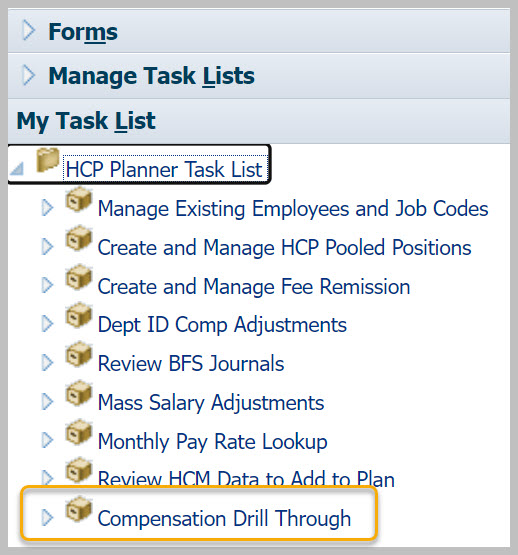 Forms
Manage Task Lists
My Task List
HCP Planner Task List
Manage Existing Employees and Job Codes
Create and Manage HCP Pooled Positions
Create and Manage Fee Remission
Dept ID Comp Adjustments
Review BFS Journals
Mass Salary Adjustments
Monthly Pay Rate Lookup
Review HCM Data to Add to Plan
Compensation Drill Through